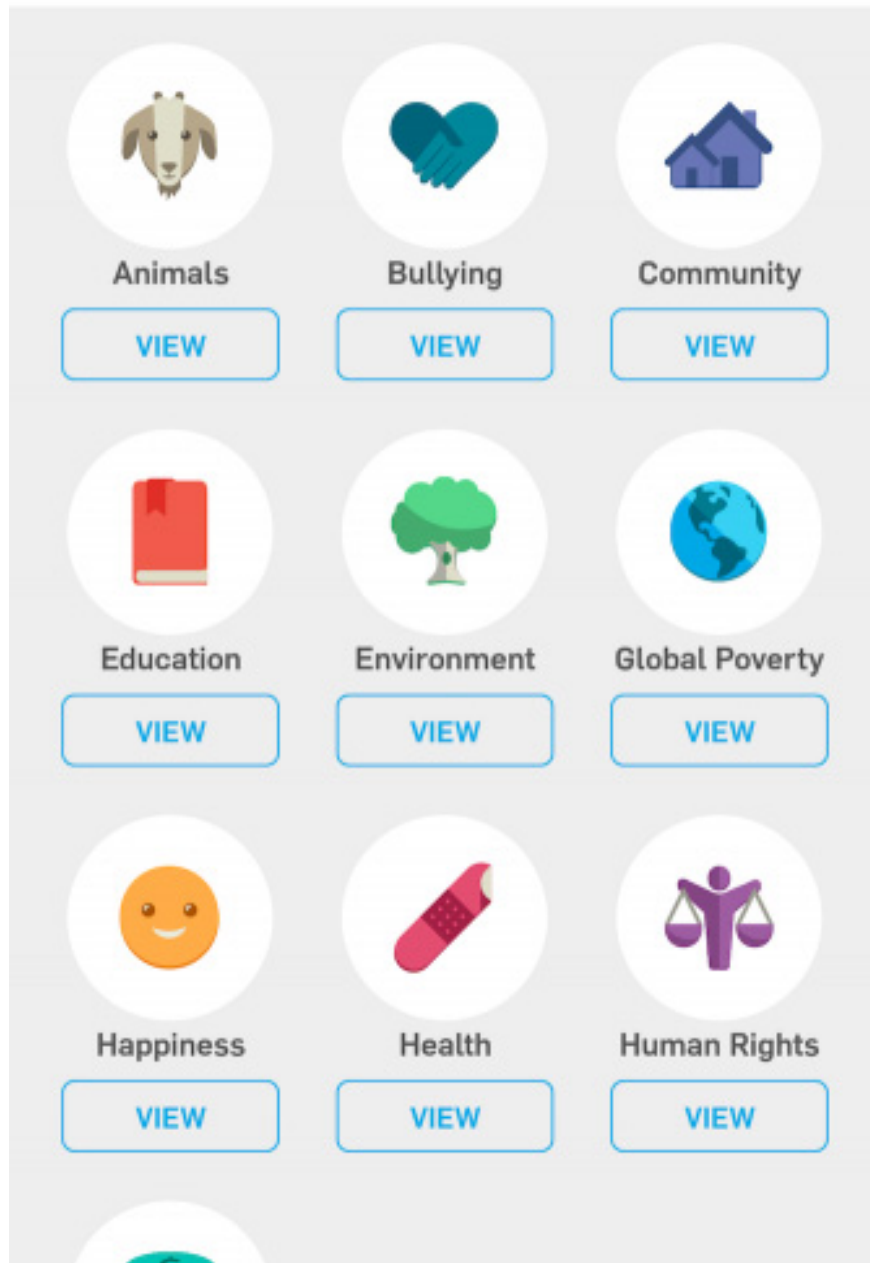 Animals Bullying Community
VIEW VIEW VIEW
Education Environment Global Poverty
VIEW VIEW VIEW
Happiness Health Human Rights
VIEW VIEW VIEW